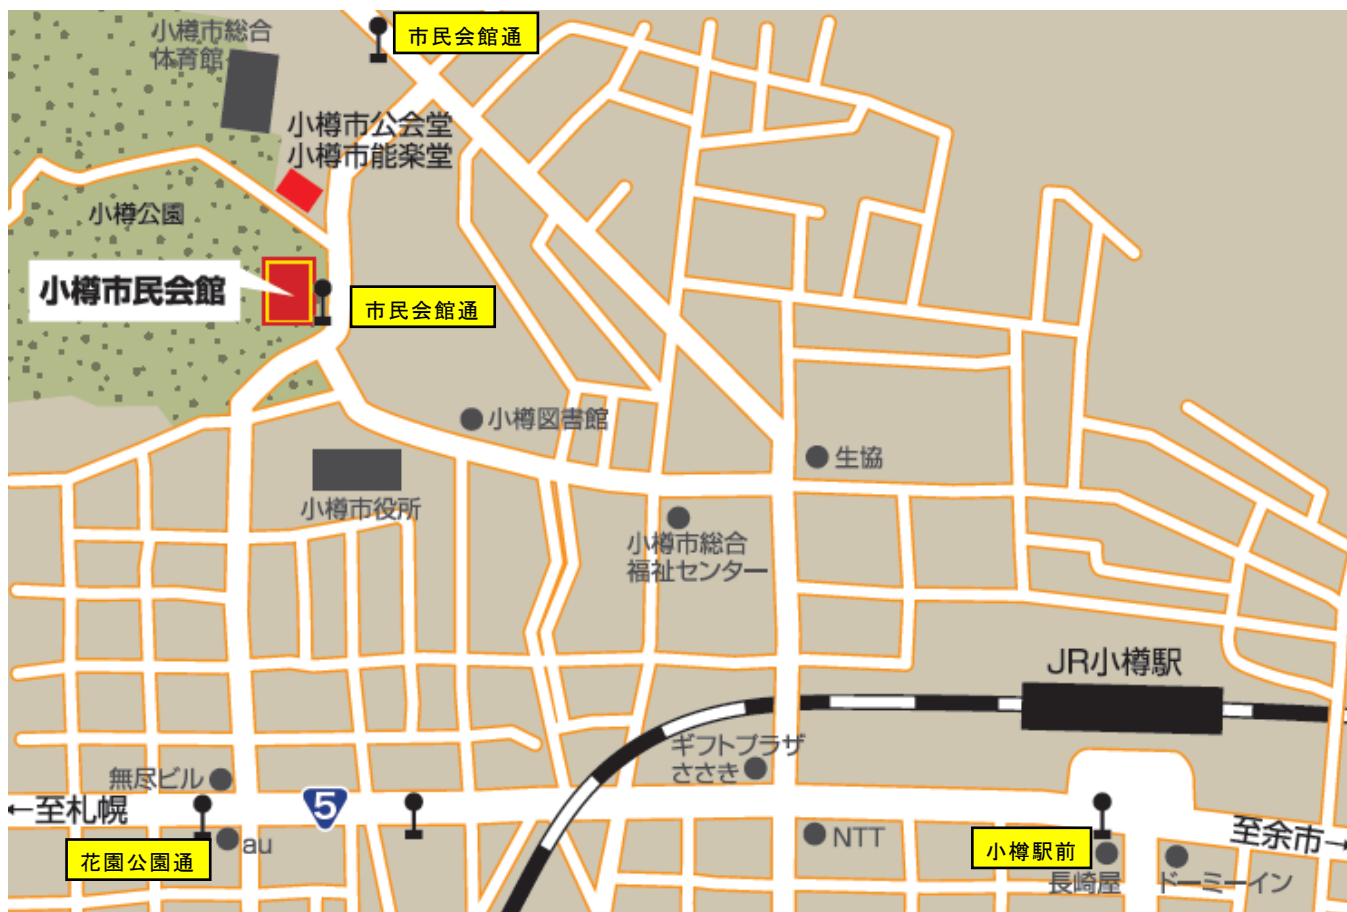 小樽市総合
体育館
市民会館通
小樽市公会堂
小樽市能楽堂
小樽公園
小樽市民会館
市民会館通
小樽図書館
生協
小樽市役所
小樽市総合
福祉センター
JR小樽駅
ギフトプラザ
ささき
無尽ビル
←至札幌
5
au
花園公園通
NTT
小樽駅前
至余市→
長崎屋
ドーミーイン